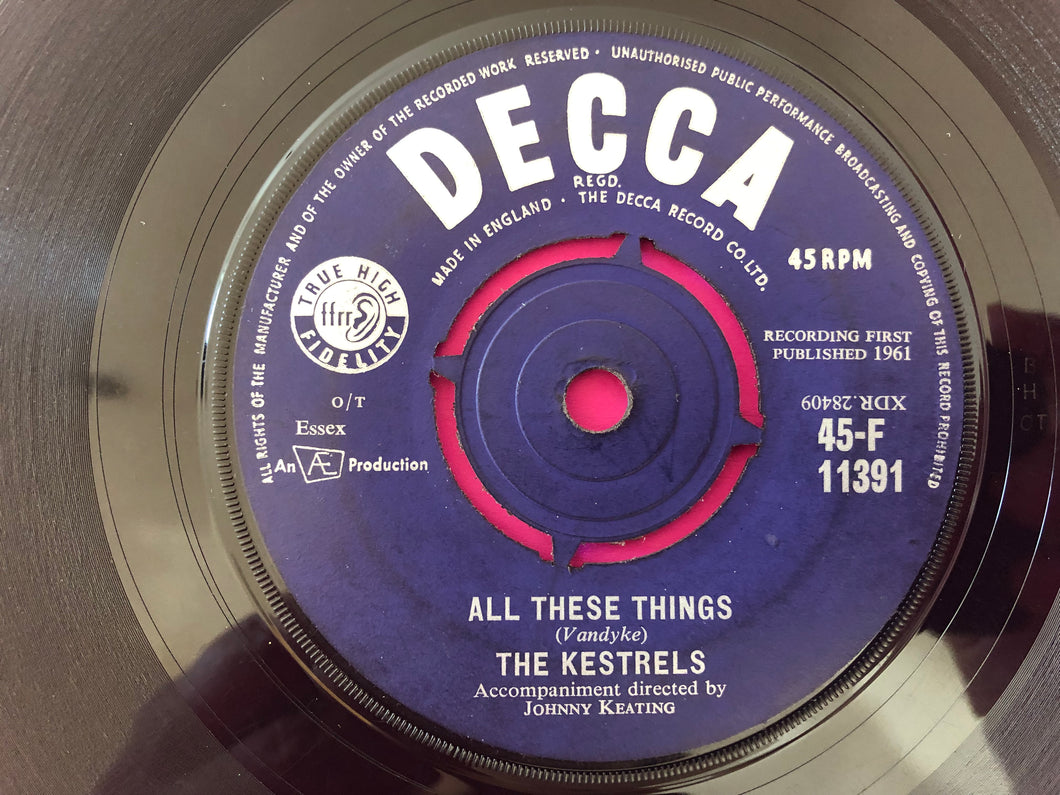 ALL RIGHTS OF THE MANUFACTURER AND OF THE OWNER OF THE RECORDED WORK RESERVED · UNAUTHORISED PUBLIC PERFORMANCE BROADCASTING AND COPYING OF THIS RECORD PROHIBITED
DECCA
REGD.
MADE IN ENGLAND · THE DECCA RECORD CO. LTD.
45 RPM
TRUE HIGH
ffrr
FIDELITY
RECORDING FIRST
PUBLISHED 1961
O/T
XDR.28409
Essex
45-F
11391
An Æ Production
ALL THESE THINGS
(Vandyke)
THE KESTRELS
Accompaniment directed by
JOHNNY KEATING